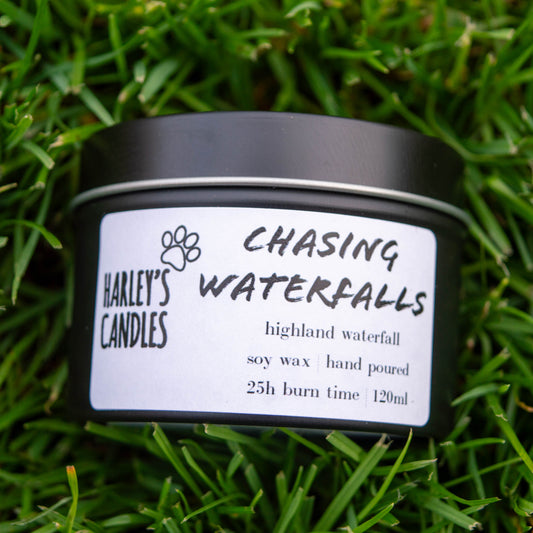 HARLEY'S
CANDLES
CHASING
WATERFALLS
highland waterfall
soy wax | hand poured
25h burn time | 120ml